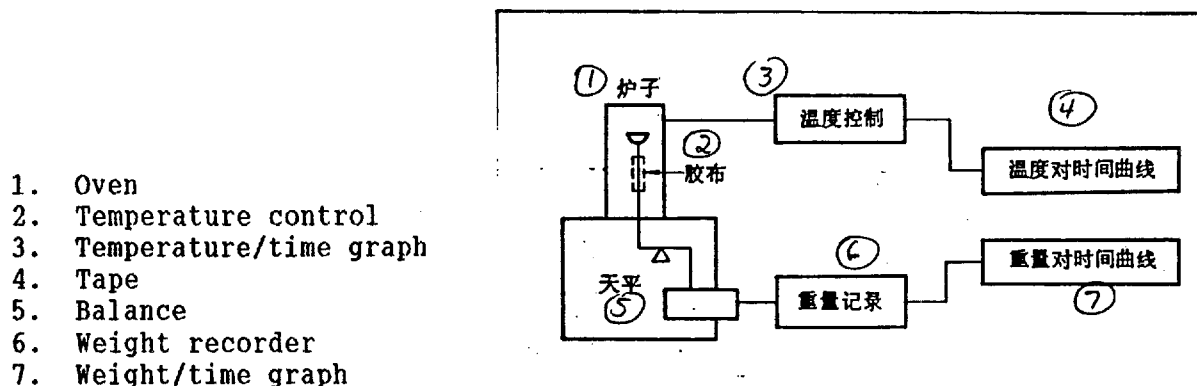 1. Oven
2. Temperature control
3. Temperature/time graph
4. Tape
5. Balance
6. Weight recorder
7. Weight/time graph
① 炉子
③
温度控制
④
温度对时间曲线
②
胶布
天平
⑤
⑥
重量记录
重量对时间曲线
⑦